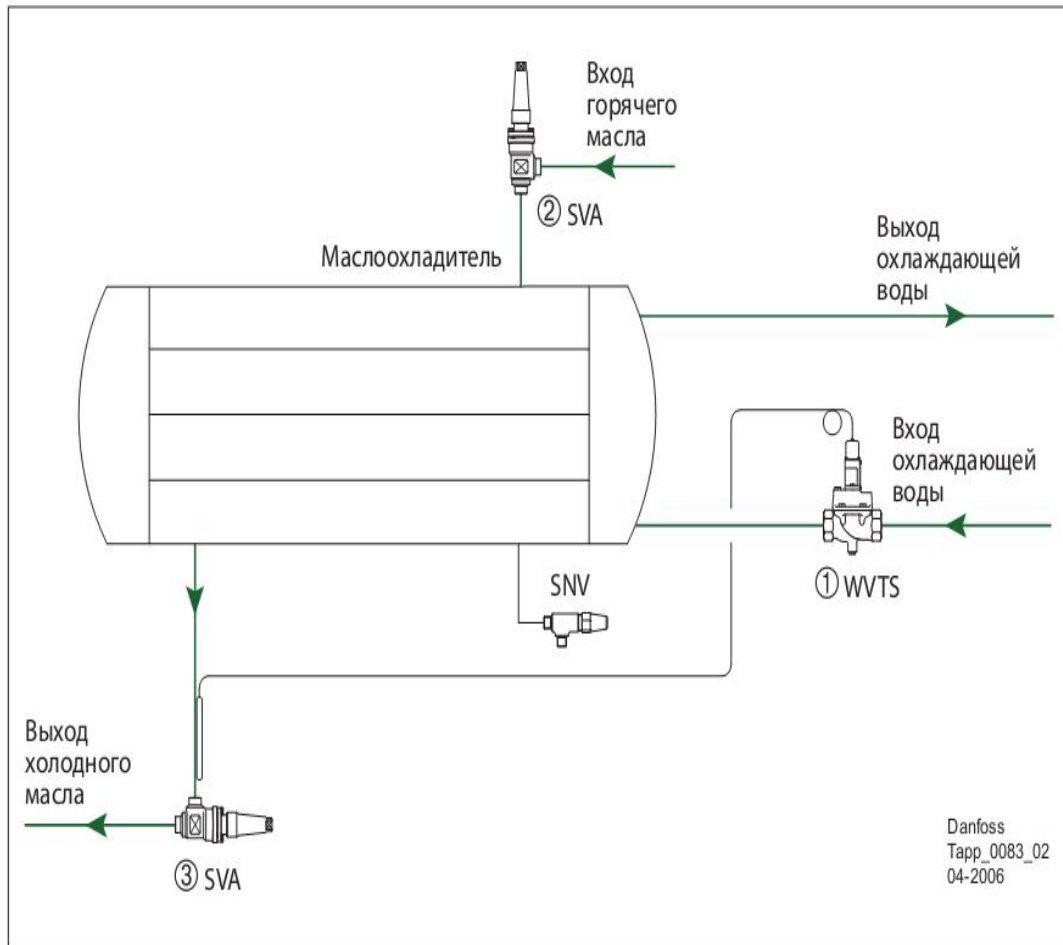 Вход
горячего
масла
② SVA
Маслоохладитель
Выход
охлаждающей
воды
Вход
охлаждающей
воды
① WVTS
SNV
Выход
холодного
масла
③ SVA
Danfoss
Tapp_0083_02
04-2006